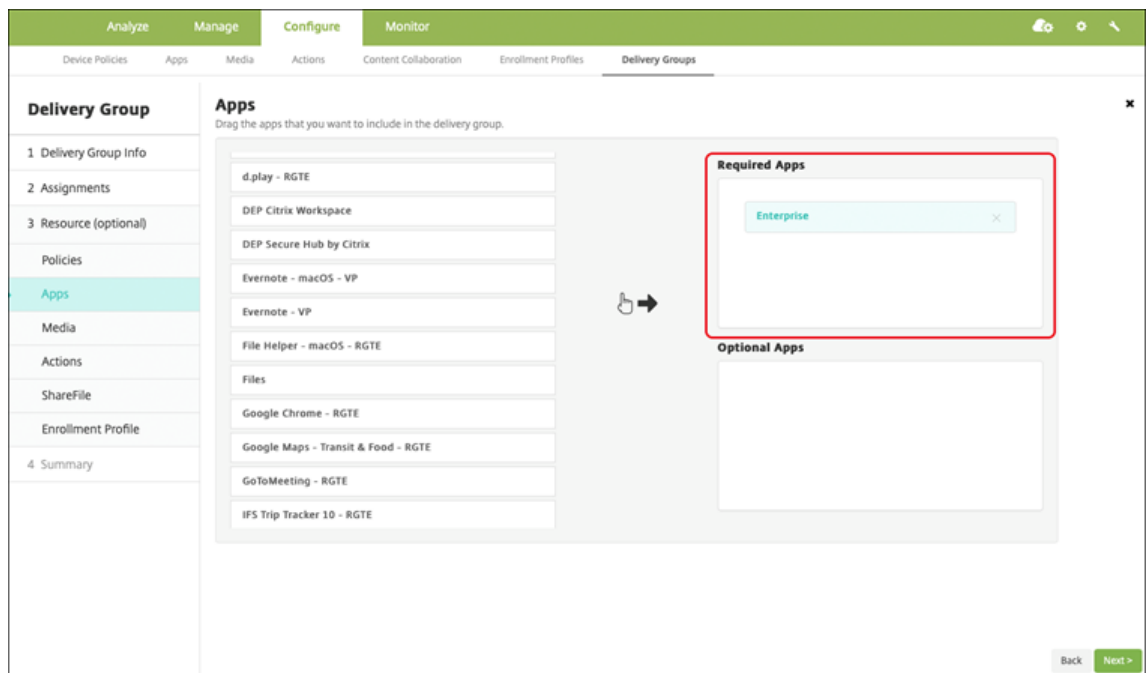 Analyze Manage Configure Monitor
Device Policies Apps Media Actions Content Collaboration Enrollment Profiles Delivery Groups
Delivery Group
1 Delivery Group Info
2 Assignments
3 Resource (optional)
Policies
Apps
Media
Actions
ShareFile
Enrollment Profile
4 Summary
Apps
Drag the apps that you want to include in the delivery group.
d.play - RGTE
DEP Citrix Workspace
DEP Secure Hub by Citrix
Evernote - macOS - VP
Evernote - VP
File Helper - macOS - RGTE
Files
Google Chrome - RGTE
Google Maps - Transit & Food - RGTE
GoToMeeting - RGTE
IFS Trip Tracker 10 - RGTE
Required Apps
Enterprise
Optional Apps
Back Next >